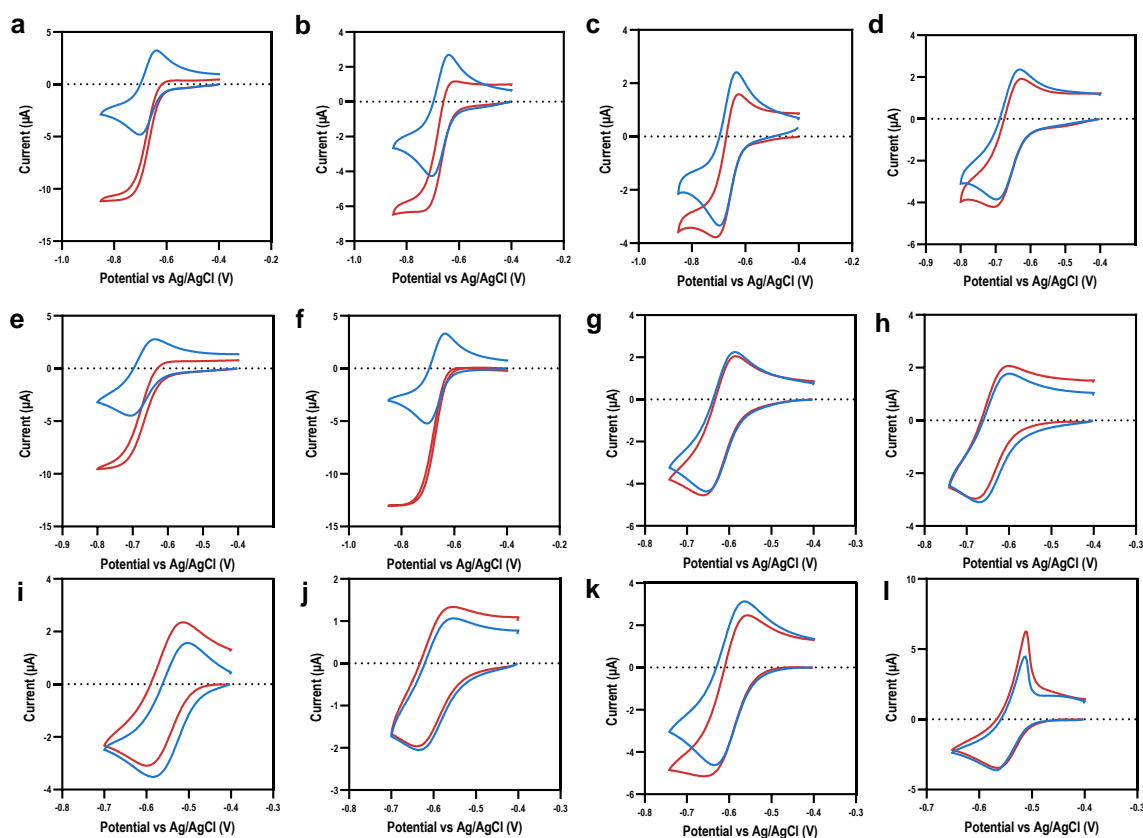 a b c d
5 0 -5 -10 -15
Current (µA)
-1.0 -0.8 -0.6 -0.4 -0.2
Potential vs Ag/AgCl (V)
4 2 0 -2 -4 -6 -8
Current (µA)
-1.0 -0.8 -0.6 -0.4 -0.2
Potential vs Ag/AgCl (V)
4 2 0 -2 -4
Current (µA)
-1.0 -0.8 -0.6 -0.4 -0.2
Potential vs Ag/AgCl (V)
4 2 0 -2 -4 -6
Current (µA)
-0.9 -0.8 -0.7 -0.6 -0.5 -0.4 -0.3
Potential vs Ag/AgCl (V)
e f g h
5 0 -5 -10 -15
Current (µA)
-0.9 -0.8 -0.7 -0.6 -0.5 -0.4 -0.3
Potential vs Ag/AgCl (V)
5 0 -5 -10 -15
Current (µA)
-1.0 -0.8 -0.6 -0.4 -0.2
Potential vs Ag/AgCl (V)
4 2 0 -2 -4 -6
Current (µA)
-0.8 -0.7 -0.6 -0.5 -0.4 -0.3
Potential vs Ag/AgCl (V)
4 2 0 -2 -4
Current (µA)
-0.8 -0.7 -0.6 -0.5 -0.4 -0.3
Potential vs Ag/AgCl (V)
i j k l
4 2 0 -2 -4
Current (µA)
-0.8 -0.7 -0.6 -0.5 -0.4 -0.3
Potential vs Ag/AgCl (V)
2 1 0 -1 -2 -3
Current (µA)
-0.8 -0.7 -0.6 -0.5 -0.4 -0.3
Potential vs Ag/AgCl (V)
4 2 0 -2 -4 -6
Current (µA)
-0.8 -0.7 -0.6 -0.5 -0.4 -0.3
Potential vs Ag/AgCl (V)
10 5 0 -5
Current (µA)
-0.7 -0.6 -0.5 -0.4 -0.3
Potential vs Ag/AgCl (V)